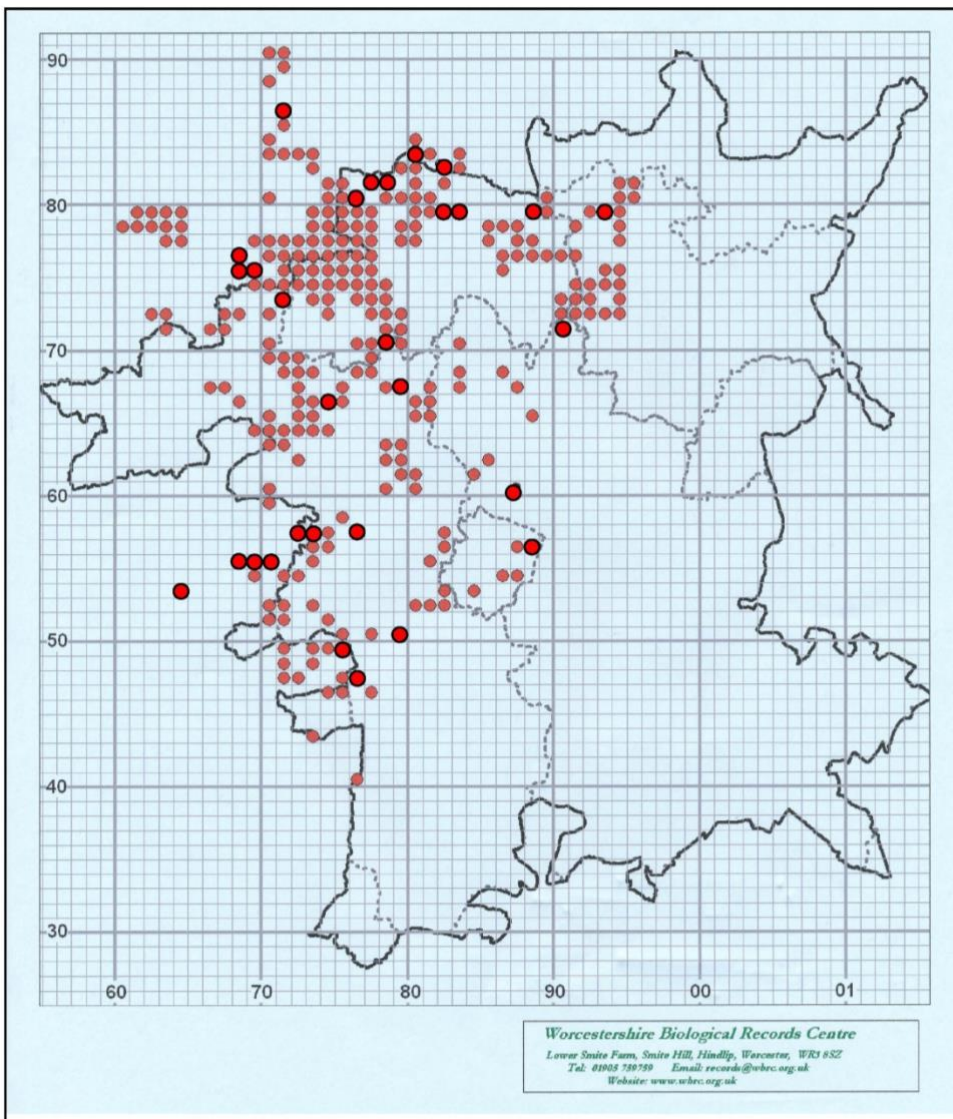 90
80
70
60
50
40
30
60 70 80 90 00 01
Worcestershire Biological Records Centre
Lower Smite Farm, Smite Hill, Hindlip, Worcester, WR3 8SZ
Tel: 01905 759759 Email: records@wbrc.org.uk
Website: www.wbrc.org.uk